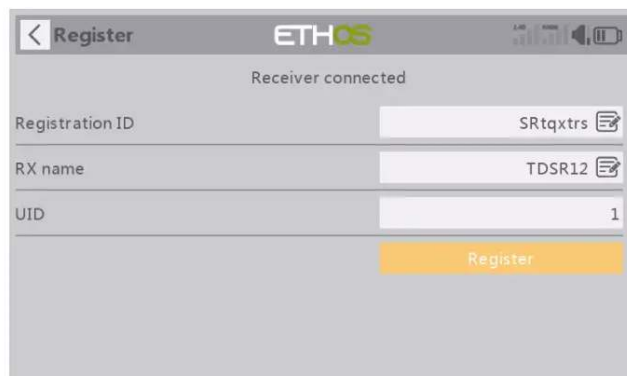 Register ETHOS
Receiver connected
Registration ID SRtqxtrs
RX name TDSR12
UID 1
Register